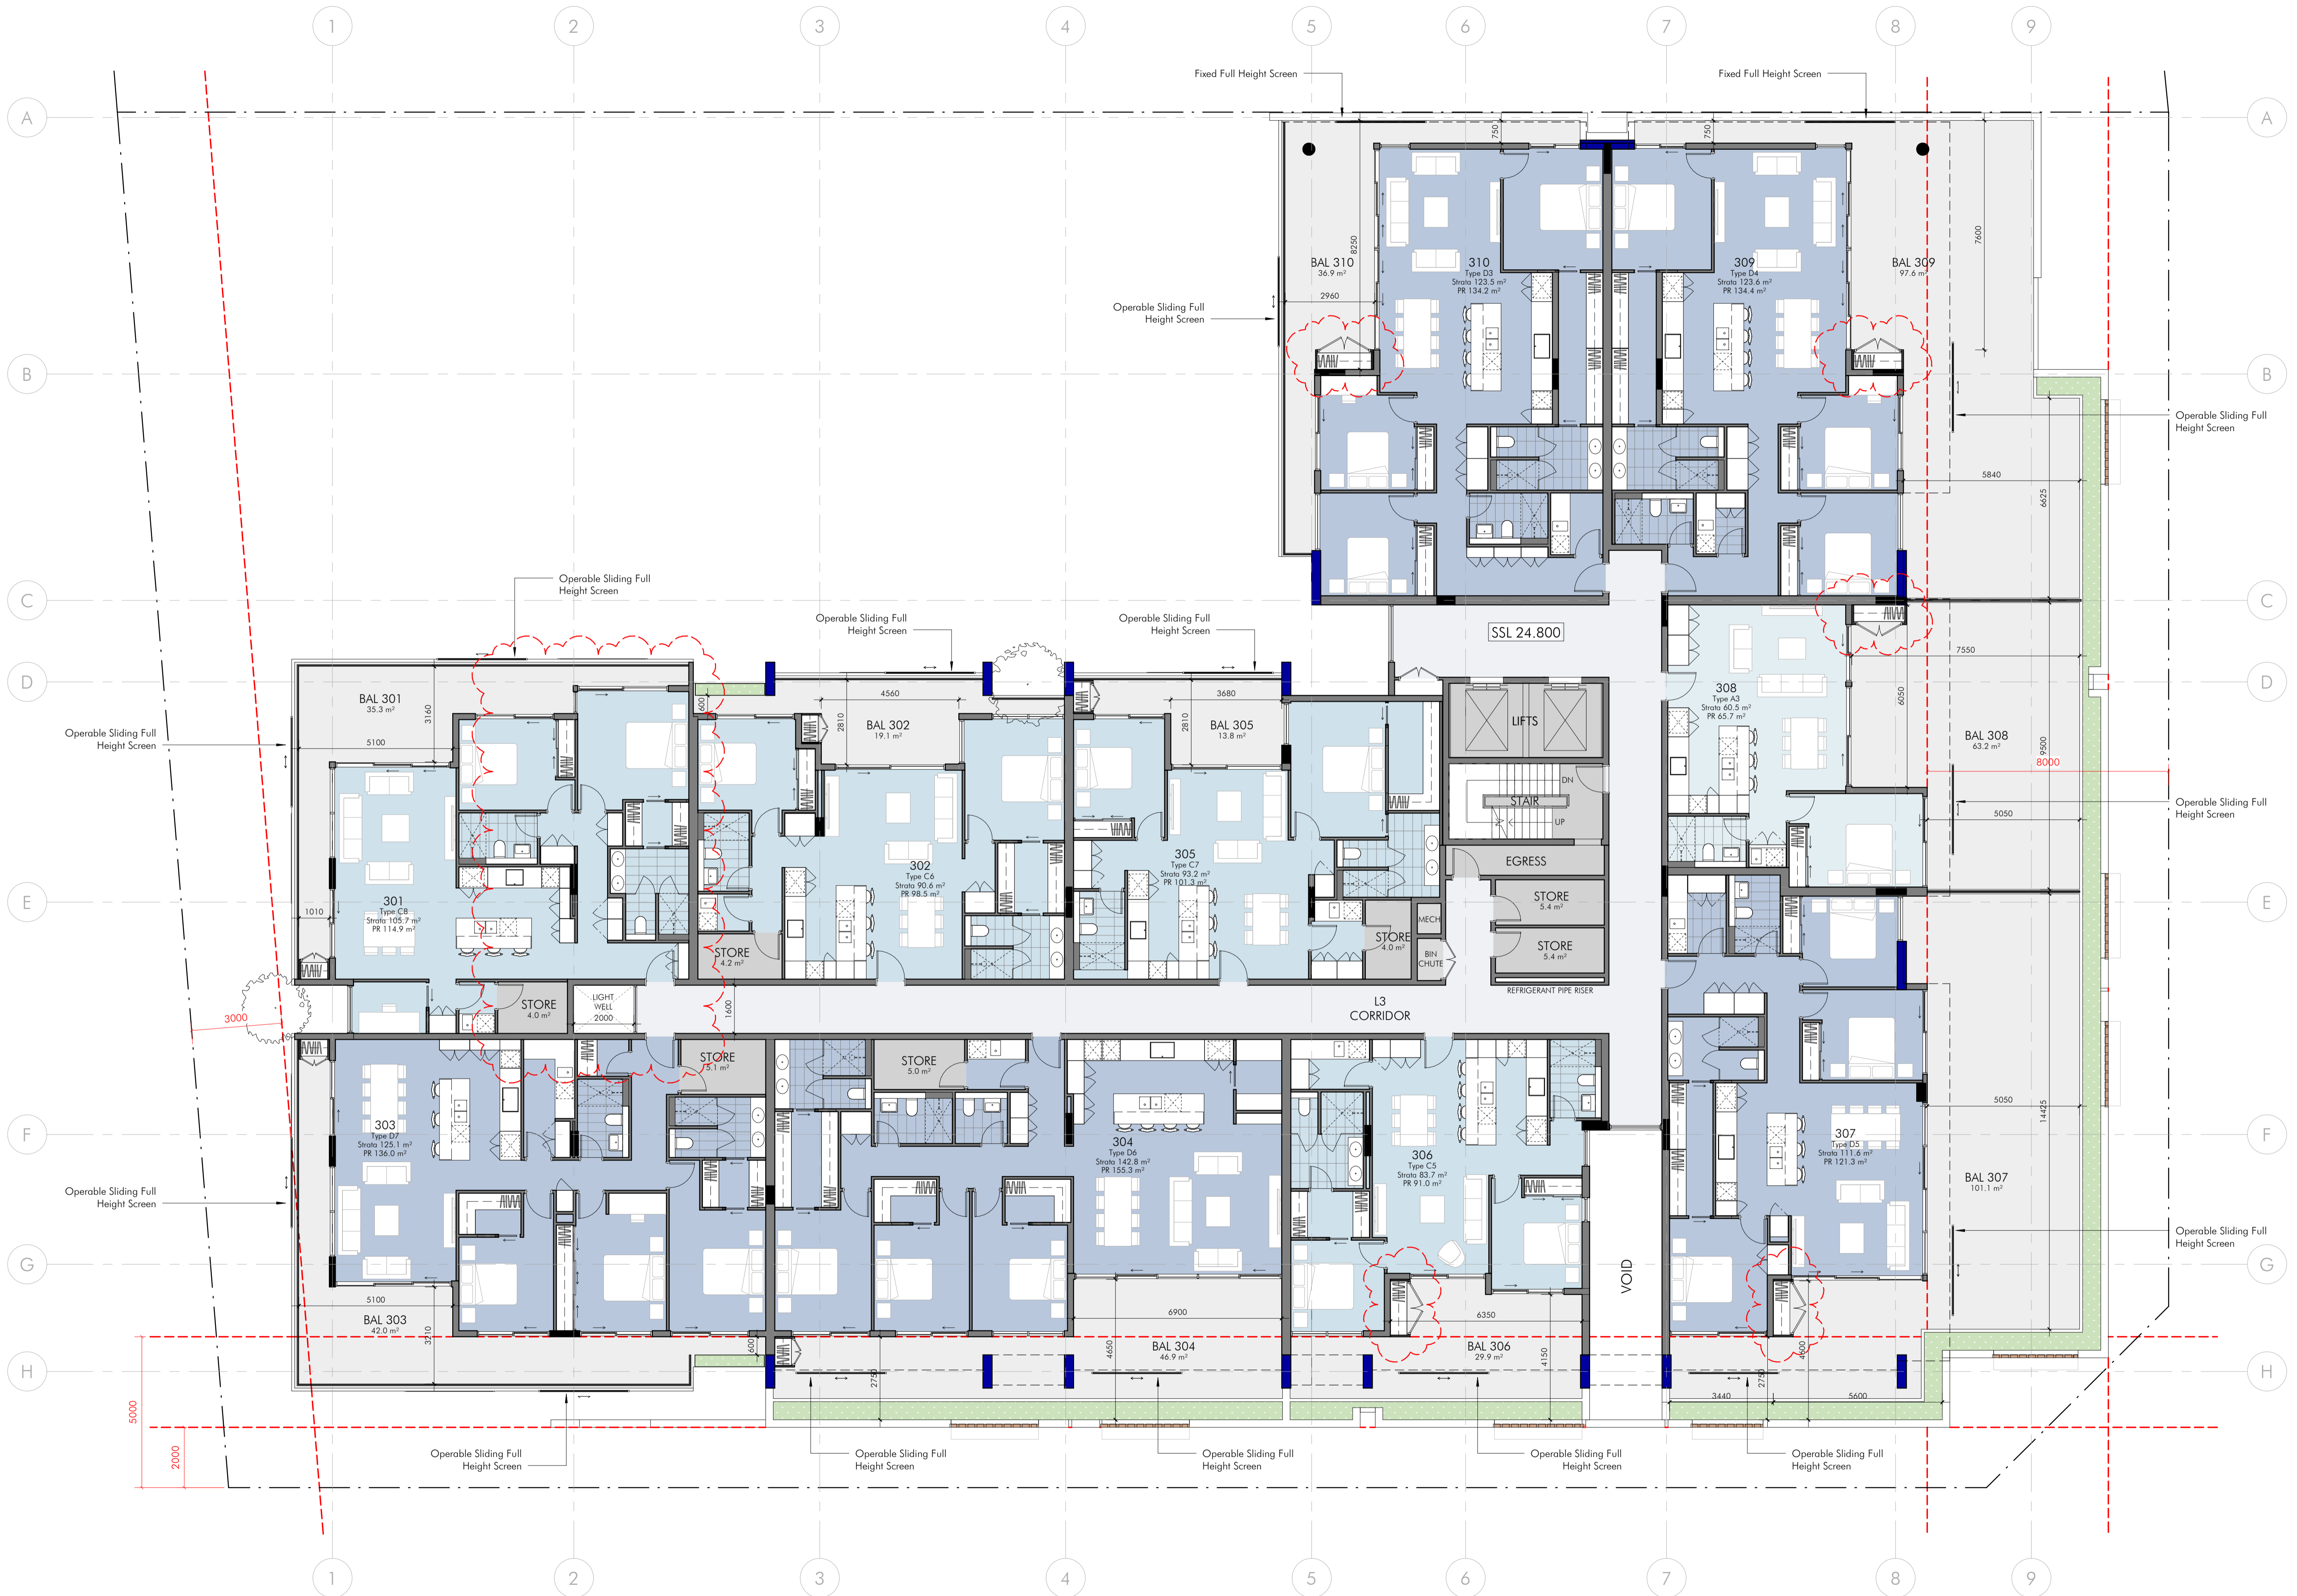 1
2
3
4
5
6
7
8
9
Fixed Full Height Screen
Fixed Full Height Screen
A
A
750
750
BAL 310
36.9 m²
8250
310
Type D3
Strata 123.5 m²
PR 134.2 m²
309
Type D4
Strata 123.6 m²
PR 134.4 m²
BAL 309
97.6 m²
7600
2960
Operable Sliding Full
Height Screen
B
B
Operable Sliding Full
Height Screen
5840
6625
C
C
Operable Sliding Full
Height Screen
Operable Sliding Full
Height Screen
Operable Sliding Full
Height Screen
SSL 24.800
D
D
BAL 301
35.3 m²
3160
5100
Operable Sliding Full
Height Screen
600
4560
2810
BAL 302
19.1 m²
3680
2810
BAL 305
13.8 m²
LIFTS
308
Type A3
Strata 60.5 m²
PR 65.7 m²
7550
6050
BAL 308
63.2 m²
9500
8000
DN
STAIR
UP
5050
Operable Sliding Full
Height Screen
EGRESS
E
E
301
Type C8
Strata 105.7 m²
PR 114.9 m²
1010
302
Type C6
Strata 90.6 m²
PR 98.5 m²
305
Type C7
Strata 93.2 m²
PR 101.3 m²
STORE
5.4 m²
MECH
STORE
4.2 m²
STORE
4.0 m²
STORE
5.4 m²
BIN
CHUTE
REFRIGERANT PIPE RISER
STORE
4.0 m²
LIGHT
WELL
2000
1600
L3
CORRIDOR
3000
STORE
5.1 m²
STORE
5.0 m²
F
F
303
Type D7
Strata 125.1 m²
PR 136.0 m²
304
Type D6
Strata 142.8 m²
PR 155.3 m²
306
Type C5
Strata 83.7 m²
PR 91.0 m²
307
Type D5
Strata 111.6 m²
PR 121.3 m²
5050
14425
BAL 307
101.1 m²
Operable Sliding Full
Height Screen
Operable Sliding Full
Height Screen
G
G
VOID
5100
BAL 303
42.0 m²
3210
600
2750
6900
4650
BAL 304
46.9 m²
6350
BAL 306
29.9 m²
4150
2750
4600
H
H
3440
5600
5000
2000
Operable Sliding Full
Height Screen
Operable Sliding Full
Height Screen
Operable Sliding Full
Height Screen
Operable Sliding Full
Height Screen
Operable Sliding Full
Height Screen
1
2
3
4
5
6
7
8
9